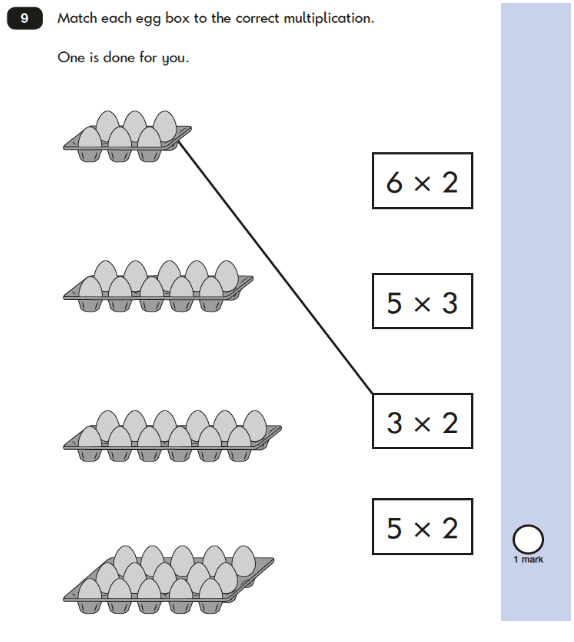 9 Match each egg box to the correct multiplication.
One is done for you.
6 × 2
5 × 3
3 × 2
5 × 2
1 mark